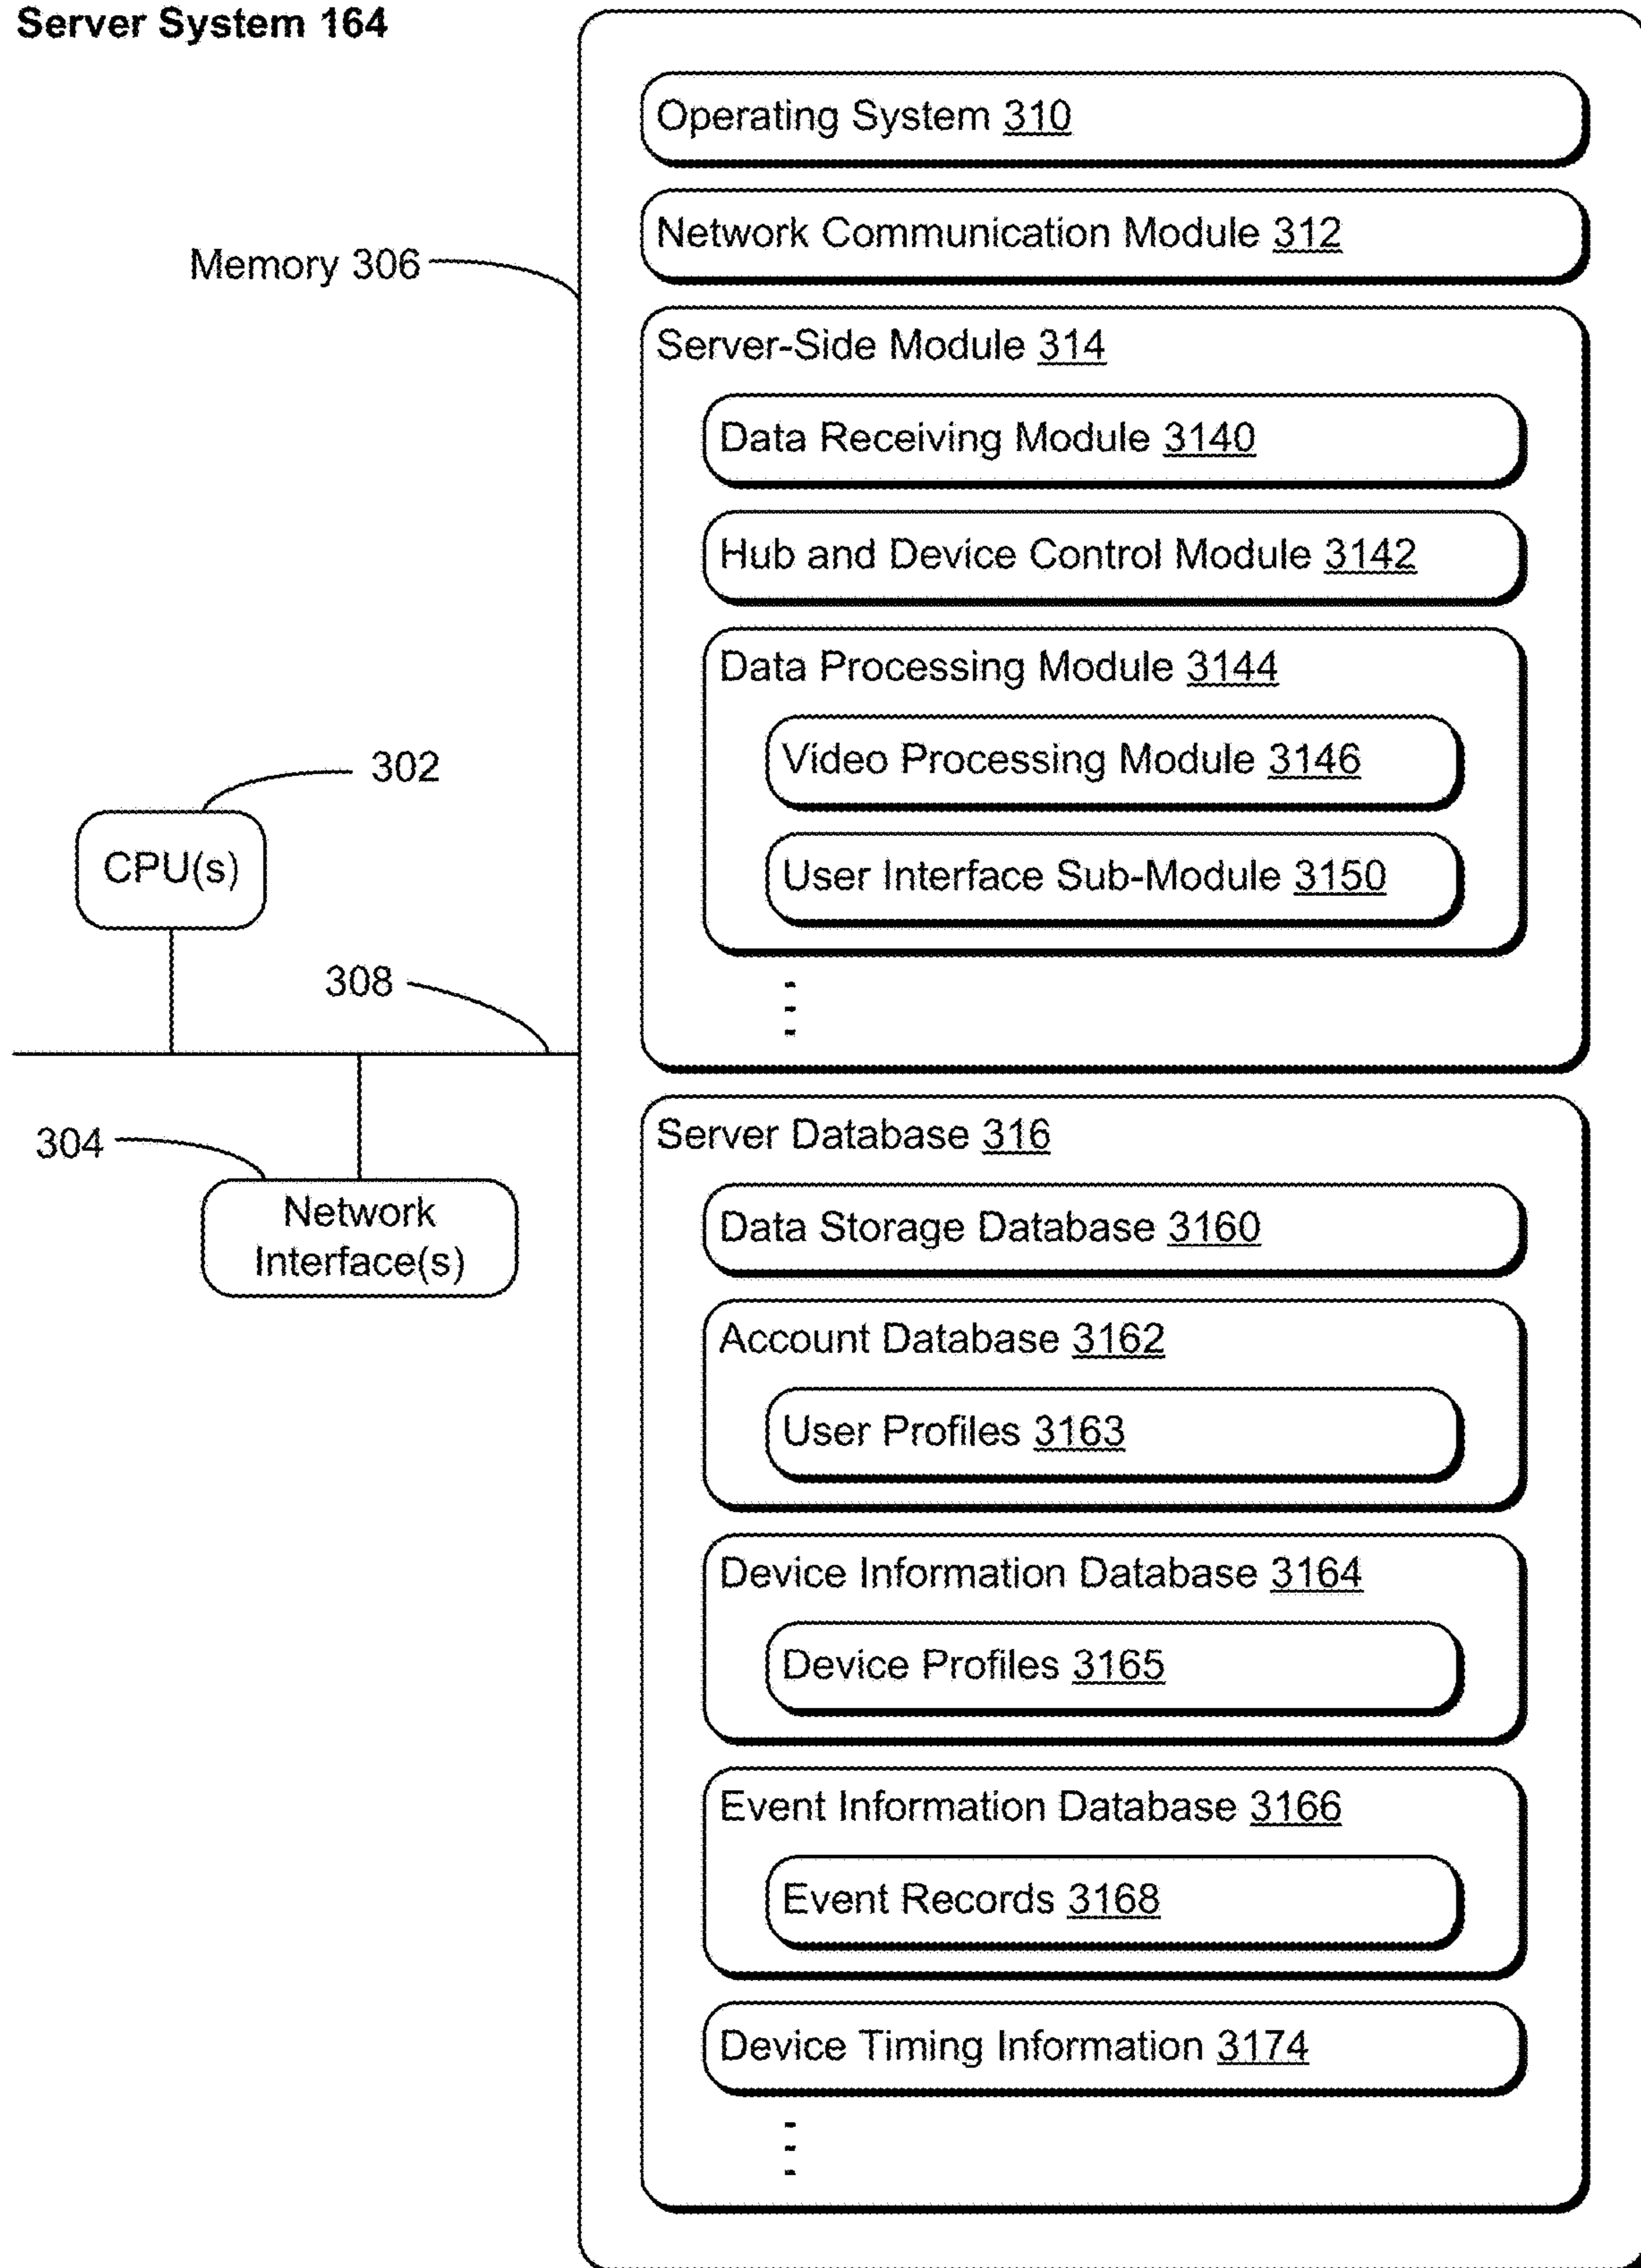 Server System 164
Operating System 310
Network Communication Module 312
Memory 306
Server-Side Module 314
Data Receiving Module 3140
Hub and Device Control Module 3142
Data Processing Module 3144
Video Processing Module 3146
User Interface Sub-Module 3150
302
CPU(s)
308
304
Network
Interface(s)
Server Database 316
Data Storage Database 3160
Account Database 3162
User Profiles 3163
Device Information Database 3164
Device Profiles 3165
Event Information Database 3166
Event Records 3168
Device Timing Information 3174